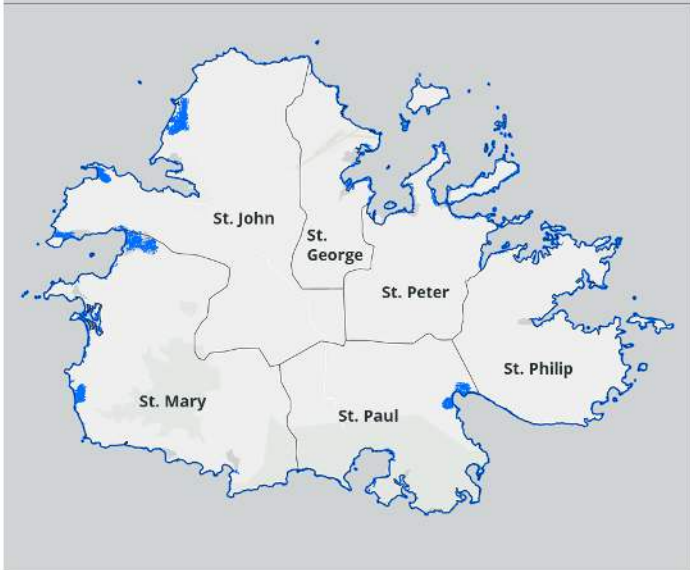 St. John
St.
George
St. Peter
St. Philip
St. Mary
St. Paul